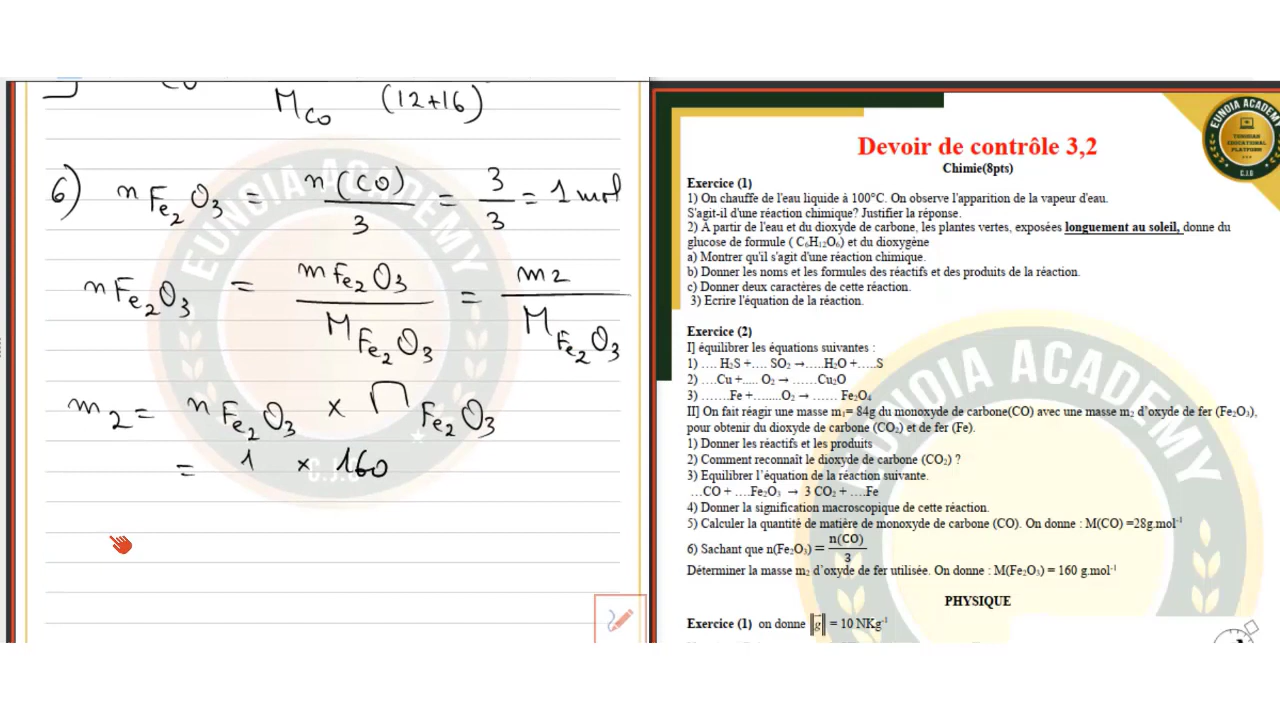 CO
M CO (12+16)
6) n Fe2O3 = n(CO)/3 = 3/3 = 1 mol
n Fe2O3 = m Fe2O3 / M Fe2O3 = m2 / M Fe2O3
m2 = n Fe2O3 x M Fe2O3
= 1 x 160
EUNOIA ACADEMY
TUNISIAN
EDUCATIONAL
PLATFORM
C.J.O
Devoir de contrôle 3,2
Chimie(8pts)
Exercice (1)
1) On chauffe de l'eau liquide à 100°C. On observe l'apparition de la vapeur d'eau.
S'agit-il d'une réaction chimique? Justifier la réponse.
2) À partir de l'eau et du dioxyde de carbone, les plantes vertes, exposées longuement au soleil, donne du
glucose de formule ( C6H12O6) et du dioxygène
a) Montrer qu'il s'agit d'une réaction chimique.
b) Donner les noms et les formules des réactifs et des produits de la réaction.
c) Donner deux caractères de cette réaction.
3) Ecrire l'équation de la réaction.
Exercice (2)
I] équilibrer les équations suivantes :
1) …. H2S +…. SO2 →…..H2O +…..S
2) ….Cu +..... O2 → ……Cu2O
3) …….Fe +……..O2 → …… Fe2O4
II] On fait réagir une masse m1= 84g du monoxyde de carbone(CO) avec une masse m2 d'oxyde de fer (Fe2O3),
pour obtenir du dioxyde de carbone (CO2) et de fer (Fe).
1) Donner les réactifs et les produits
2) Comment reconnaît le dioxyde de carbone (CO2) ?
3) Equilibrer l'équation de la réaction suivante.
…CO + ….Fe2O3 → 3 CO2 + ….Fe
4) Donner la signification macroscopique de cette réaction.
5) Calculer la quantité de matière de monoxyde de carbone (CO). On donne : M(CO) =28g.mol-1
6) Sachant que n(Fe2O3) = n(CO)/3
Déterminer la masse m2 d'oxyde de fer utilisée. On donne : M(Fe2O3) = 160 g.mol-1
PHYSIQUE
Exercice (1) on donne ||g|| = 10 NKg-1